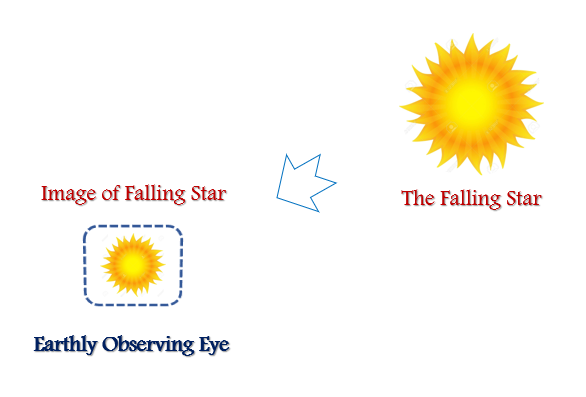 Image of Falling Star
The Falling Star
Earthly Observing Eye